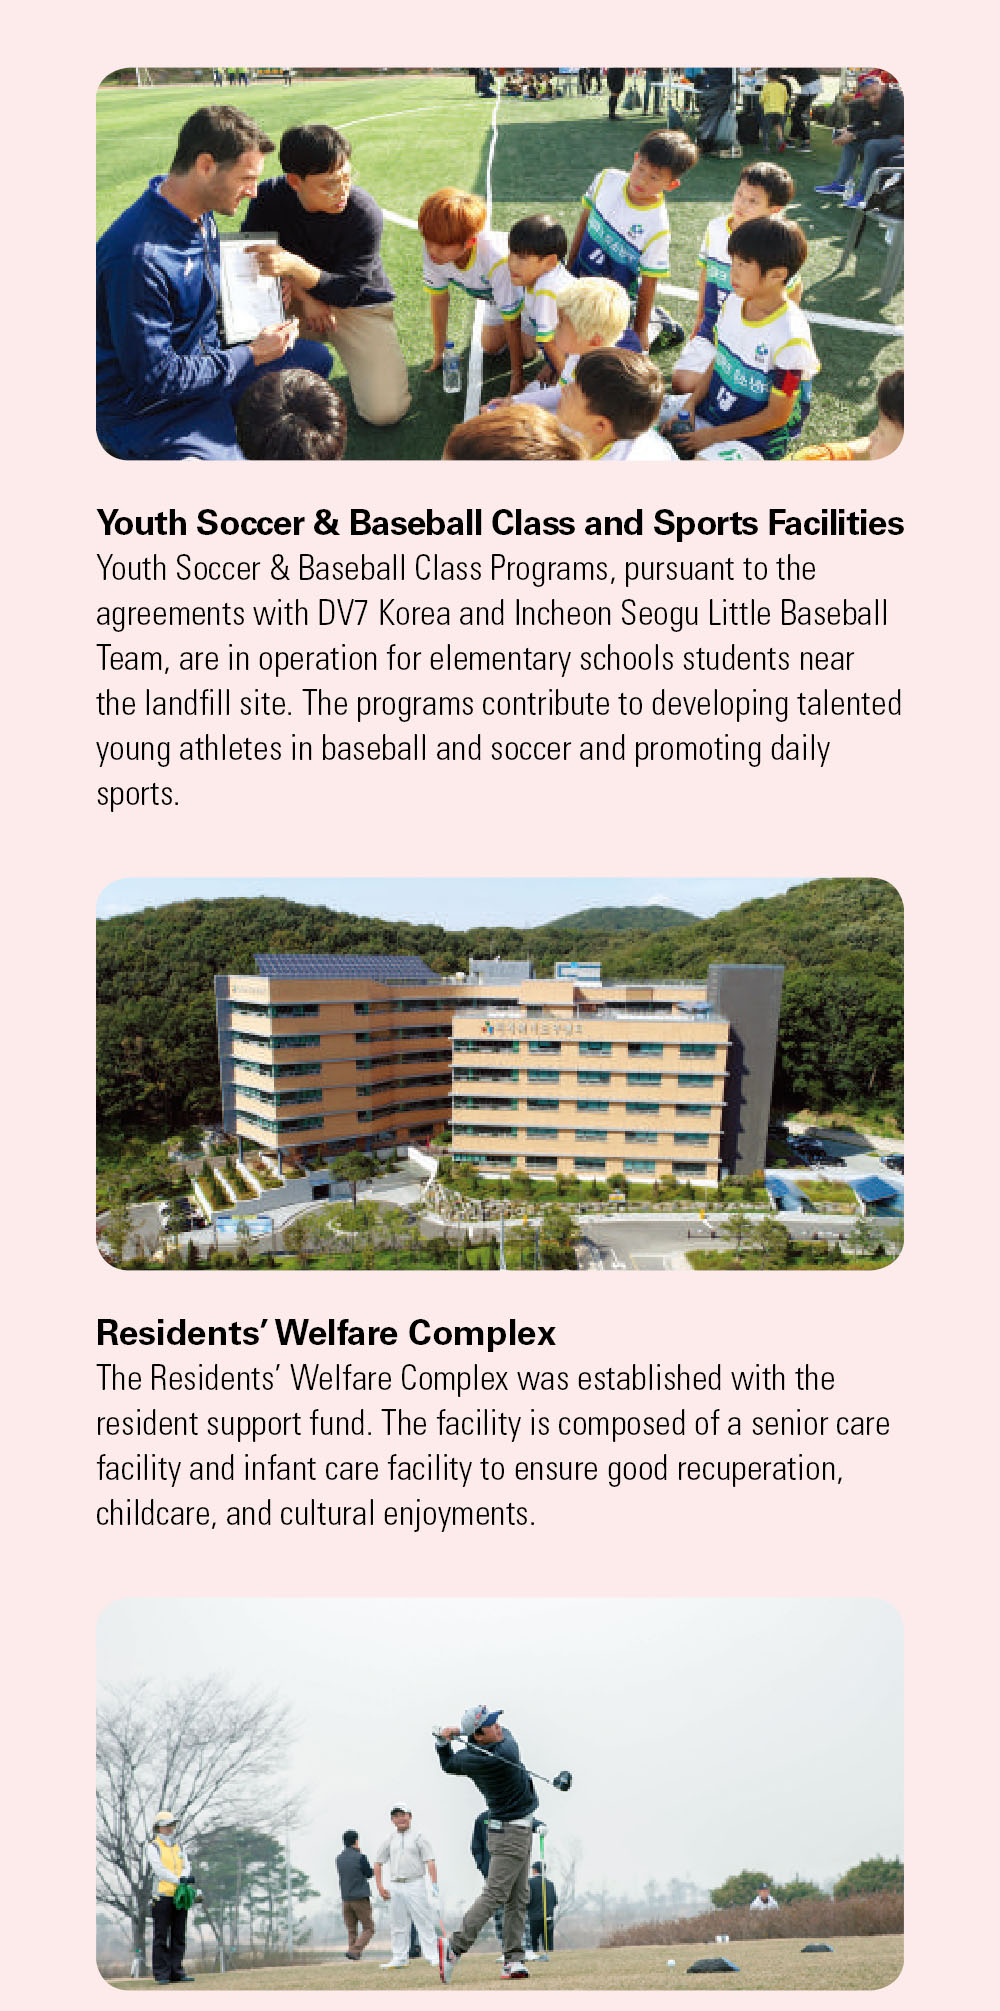 Youth Soccer & Baseball Class and Sports Facilities
Youth Soccer & Baseball Class Programs, pursuant to the
agreements with DV7 Korea and Incheon Seogu Little Baseball
Team, are in operation for elementary schools students near
the landfill site. The programs contribute to developing talented
young athletes in baseball and soccer and promoting daily
sports.
Residents’ Welfare Complex
The Residents’ Welfare Complex was established with the
resident support fund. The facility is composed of a senior care
facility and infant care facility to ensure good recuperation,
childcare, and cultural enjoyments.